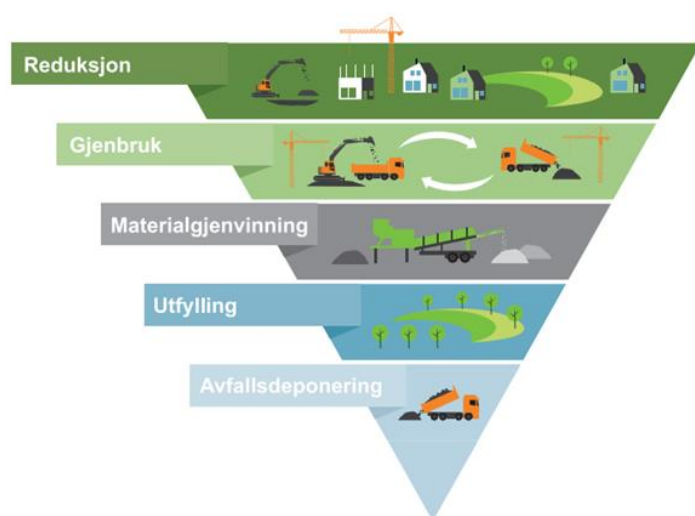 Reduksjon
Gjenbruk
Materialgjenvinning
Utfylling
Avfallsdeponering